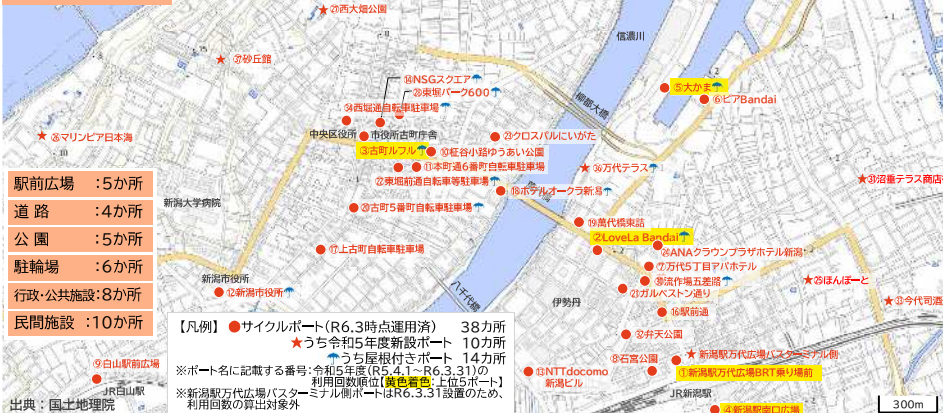 ㉙西大畑公園
㊲砂丘館
信濃川
⑭NSGスクエア
㉘東堀パーク600
⑤大かま
⑥ピアBandai
柳都大橋
㉞西堀通自転車駐車場
㉖マリンピア日本海
中央区役所
市役所古町庁舎
㉓クロスパルにいがた
③古町ルフル
⑩柾谷小路ゆうあい公園
⑪本町通6番町自転車駐車場
㊱万代テラス
㉛沼垂テラス商店
㉒東堀前通自転車等駐車場
⑱ホテルオークラ新潟
駅前広場 :5か所
道路 :4か所
公園 :5か所
駐輪場 :6か所
行政・公共施設:8か所
民間施設 :10か所
新潟大学病院
⑳古町5番町自転車駐車場
⑲萬代橋東詰
②LoveLa Bandai
⑰上古町自転車駐車場
㉔ANAクラウンプラザホテル新潟
⑦万代5丁目アパホテル
新潟市役所
⑫新潟市役所
八千代橋
㉚流作場五差路
㉑ガルベストン通り
㉕ほんぽーと
伊勢丹
㉝今代司酒
⑯駅前通
㉜弁天公園
【凡例】
サイクルポート(R6.3時点運用済) 38カ所
★うち令和5年度新設ポート 10カ所
うち屋根付きポート 14カ所
※ポート名に記載する番号:令和5年度(R5.4.1~R6.3.31)の
利用回数順位【黄色着色:上位5ポート】
※新潟駅万代広場バスターミナル側ポートはR6.3.31設置のため、
利用回数の算出対象外
⑧石宮公園
新潟駅万代広場バスターミナル側
⑬NTTdocomo
新潟ビル
①新潟駅万代広場BRT乗り場前
⑨白山駅前広場
JR白山駅
JR新潟駅
④新潟駅南口広場
出典:国土地理院
300m